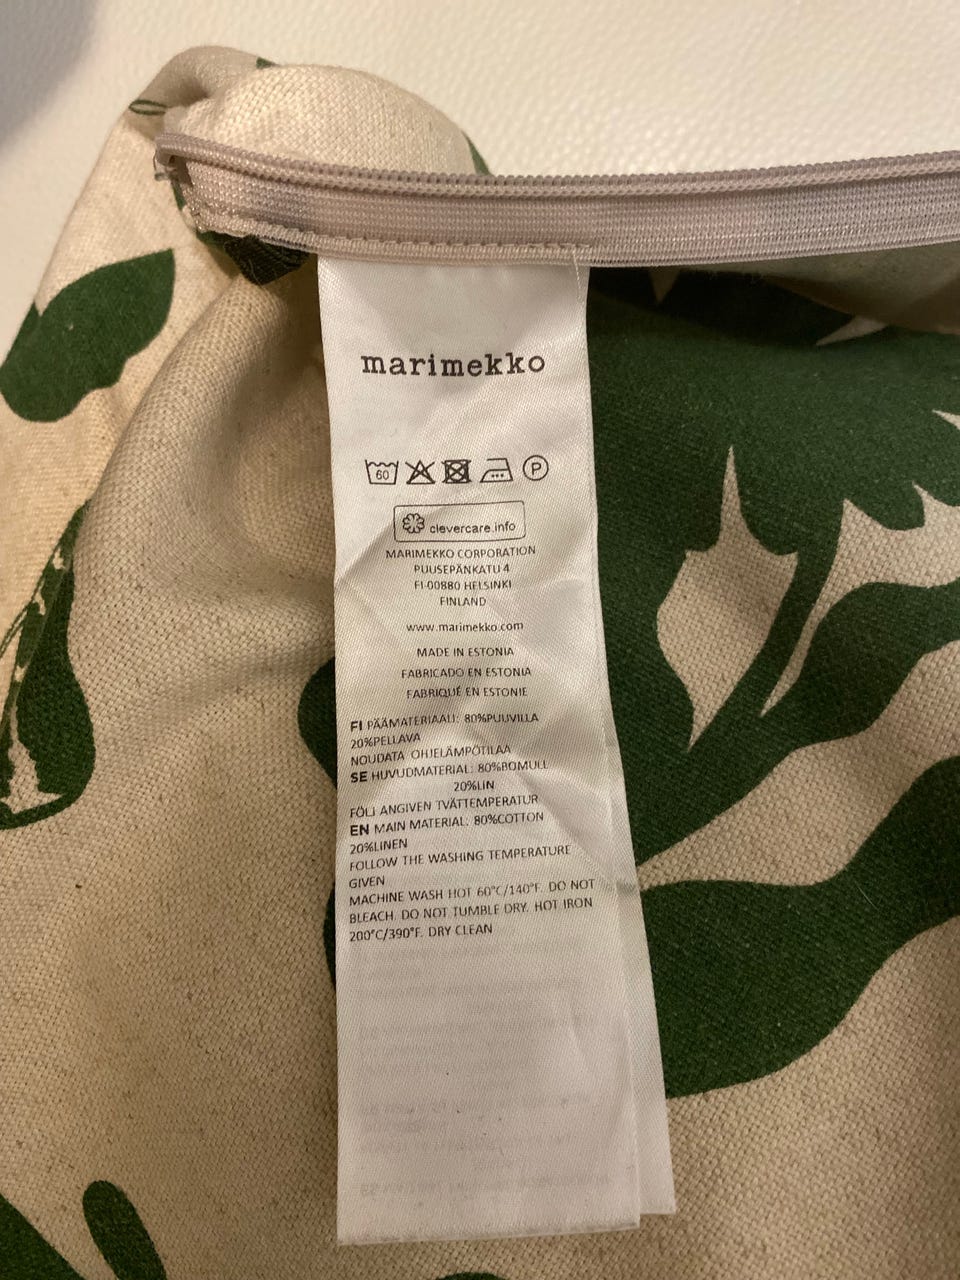 marimekko
60 P
clevercare.info
MARIMEKKO CORPORATION
PUUSEPÄNKATU 4
FI-00880 HELSINKI
FINLAND
www.marimekko.com
MADE IN ESTONIA
FABRICADO EN ESTONIA
FABRIQUÉ EN ESTONIE
FI PÄÄMATERIAALI: 80%PUUVILLA
20%PELLAVA
NOUDATA OHJELÄMPÖTILAA
SE HUVUDMATERIAL: 80%BOMULL
20%LIN
FÖLJ ANGIVEN TVÄTTEMPERATUR
EN MAIN MATERIAL: 80%COTTON
20%LINEN
FOLLOW THE WASHING TEMPERATURE
GIVEN
MACHINE WASH HOT 60°C/140°F. DO NOT
BLEACH. DO NOT TUMBLE DRY. HOT IRON
200°C/390°F. DRY CLEAN